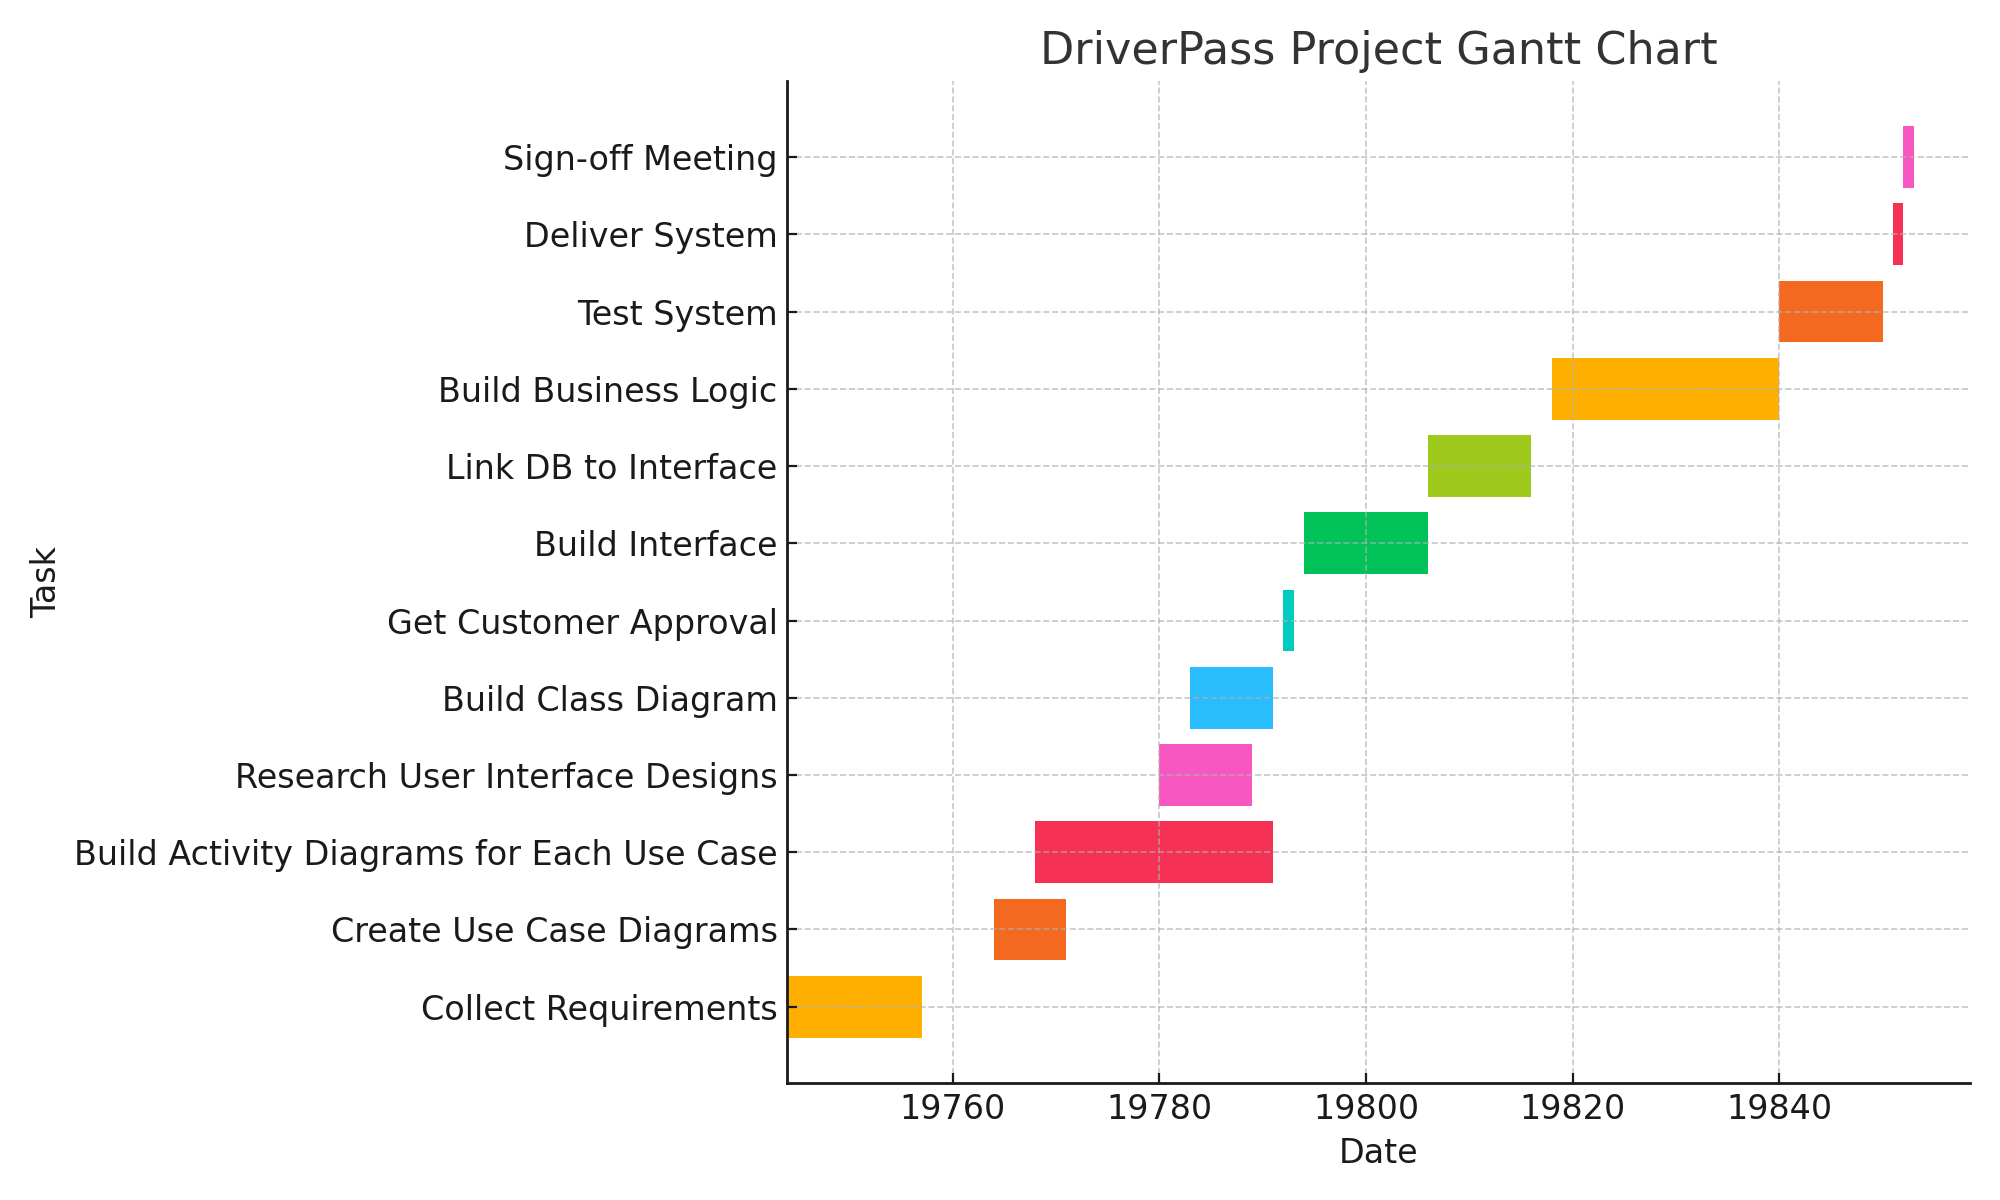 DriverPass Project Gantt Chart
Sign-off Meeting
Deliver System
Test System
Build Business Logic
Link DB to Interface
Build Interface
Get Customer Approval
Build Class Diagram
Research User Interface Designs
Build Activity Diagrams for Each Use Case
Create Use Case Diagrams
Collect Requirements
Task
19760 19780 19800 19820 19840
Date